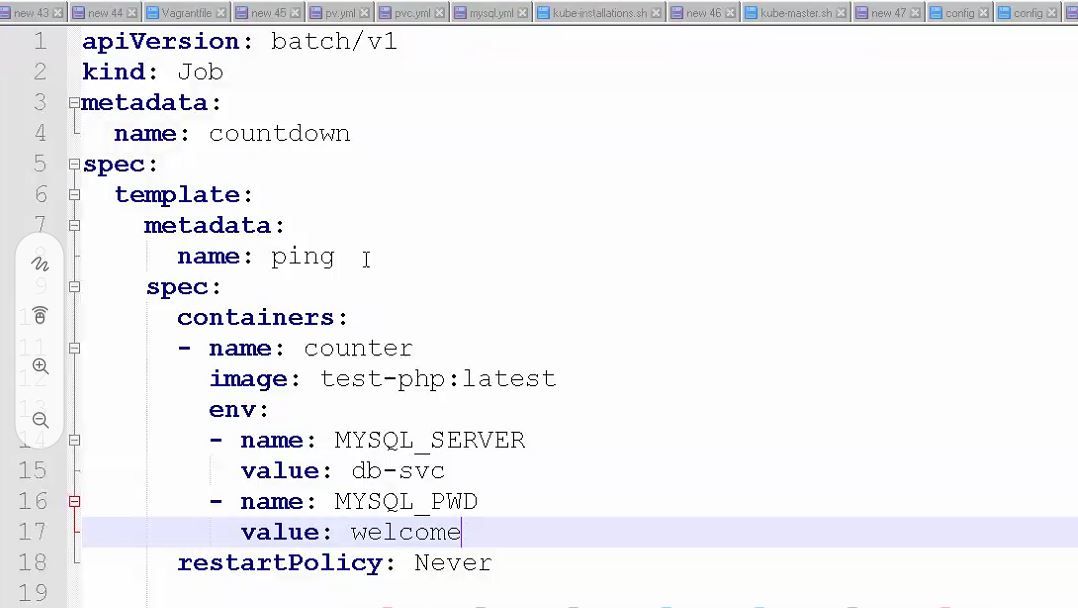 new 43 new 44 Vagrantfile new 45 pv.yml pvc.yml mysql.yml kube-installations.sh new 46 kube-master.sh new 47 config config
1 apiVersion: batch/v1
2 kind: Job
3 metadata:
4 name: countdown
5 spec:
6 template:
7 metadata:
8 name: ping
9 spec:
10 containers:
11 - name: counter
12 image: test-php:latest
13 env:
14 - name: MYSQL_SERVER
15 value: db-svc
16 - name: MYSQL_PWD
17 value: welcome
18 restartPolicy: Never
19